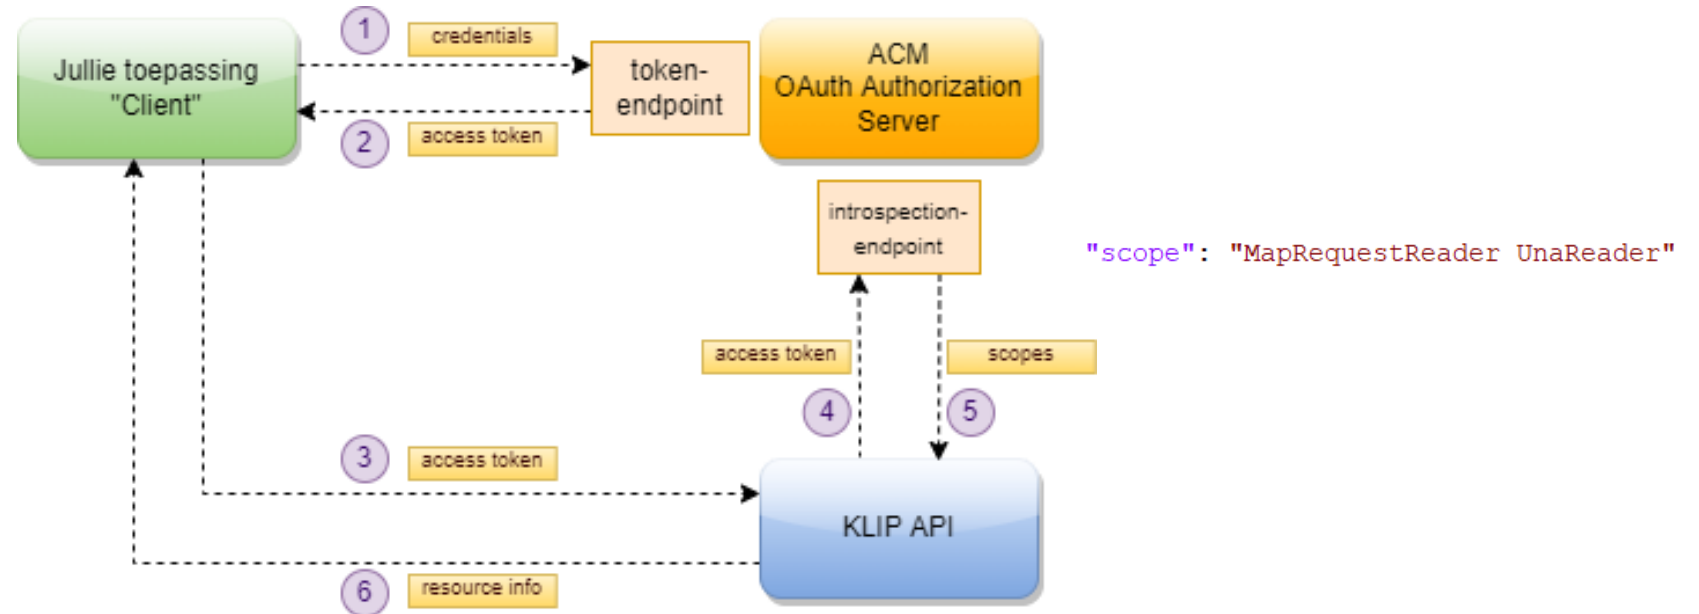 1
credentials
Jullie toepassing
"Client"
token-
endpoint
ACM
OAuth Authorization
Server
2
access token
introspection-
endpoint
"scope": "MapRequestReader UnaReader"
access token
scopes
4
5
3
access token
KLIP API
6
resource info